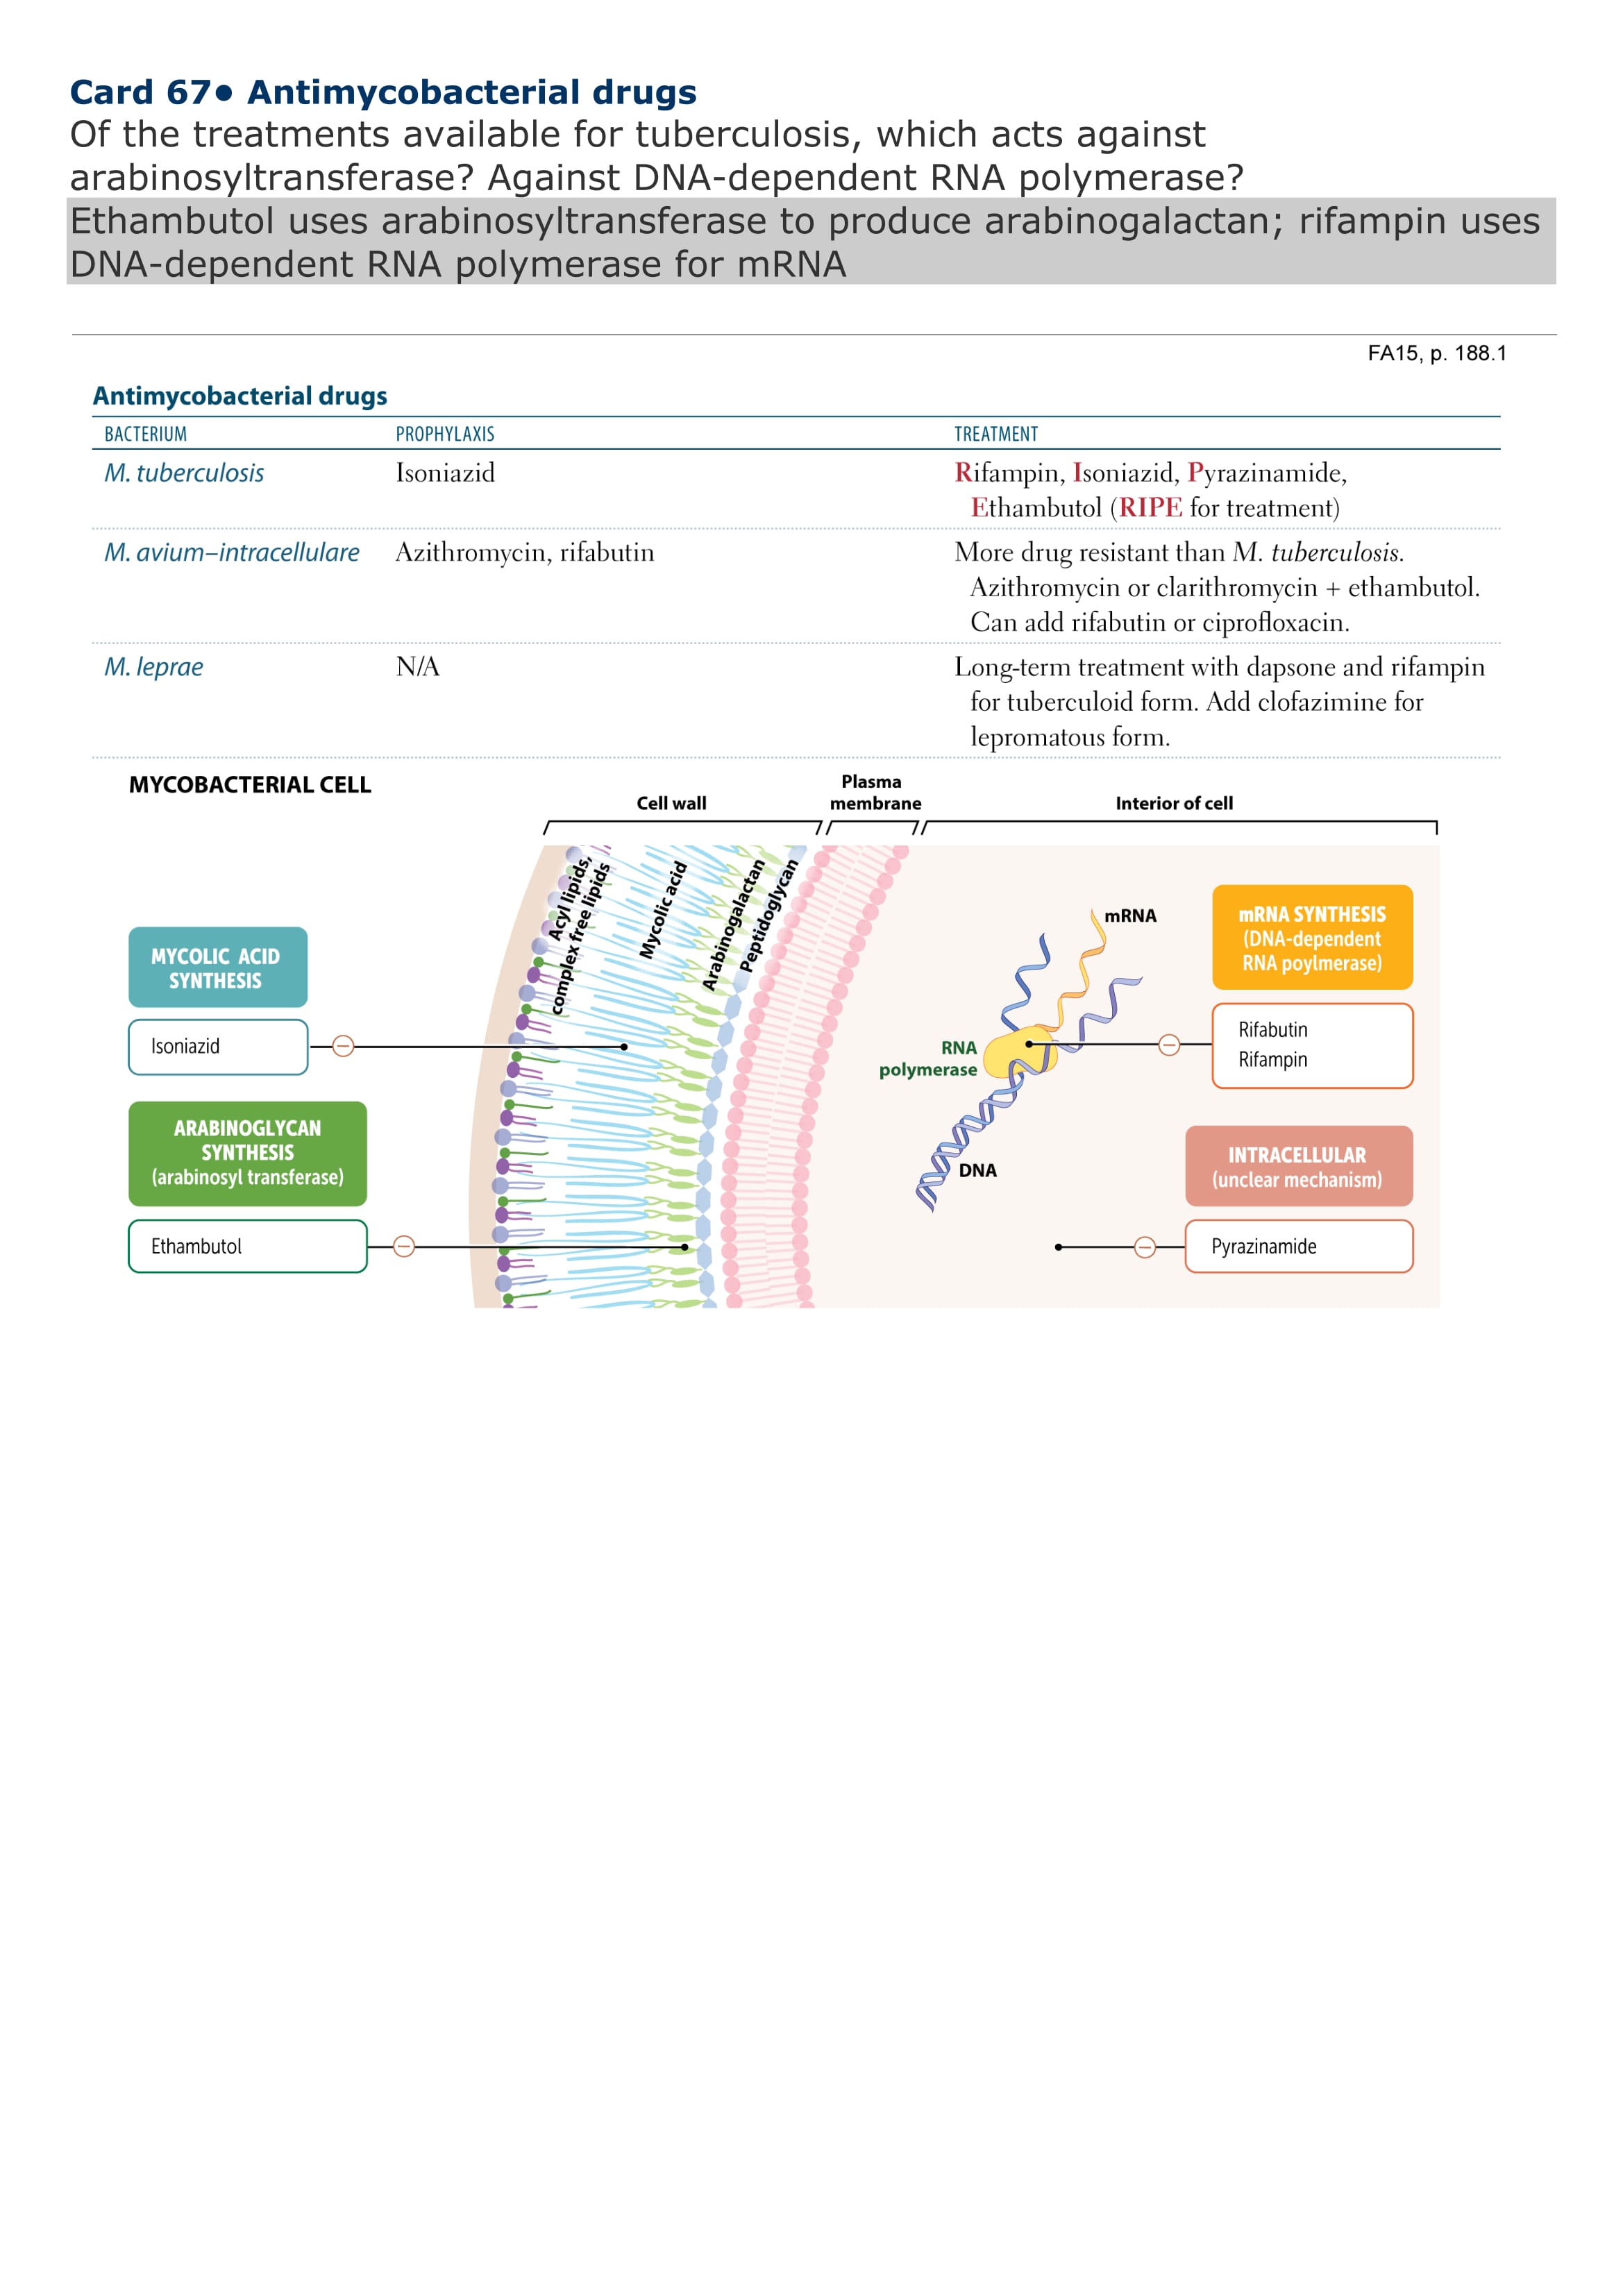 Card 67● Antimycobacterial drugs
Of the treatments available for tuberculosis, which acts against
arabinosyltransferase? Against DNA-dependent RNA polymerase?
Ethambutol uses arabinosyltransferase to produce arabinogalactan; rifampin uses
DNA-dependent RNA polymerase for mRNA
FA15, p. 188.1
Antimycobacterial drugs
BACTERIUM PROPHYLAXIS TREATMENT
M. tuberculosis Isoniazid Rifampin, Isoniazid, Pyrazinamide,
Ethambutol (RIPE for treatment)
M. avium–intracellulare Azithromycin, rifabutin More drug resistant than M. tuberculosis.
Azithromycin or clarithromycin + ethambutol.
Can add rifabutin or ciprofloxacin.
M. leprae N/A Long-term treatment with dapsone and rifampin
for tuberculoid form. Add clofazimine for
lepromatous form.
MYCOBACTERIAL CELL
Cell wall
Plasma
membrane
Interior of cell
Acyl lipids,
complex free lipids
Mycolic acid
Arabinogalactan
Peptidoglycan
MYCOLIC ACID
SYNTHESIS
Isoniazid
ARABINOGLYCAN
SYNTHESIS
(arabinosyl transferase)
Ethambutol
mRNA
RNA
polymerase
DNA
mRNA SYNTHESIS
(DNA-dependent
RNA poylmerase)
Rifabutin
Rifampin
INTRACELLULAR
(unclear mechanism)
Pyrazinamide